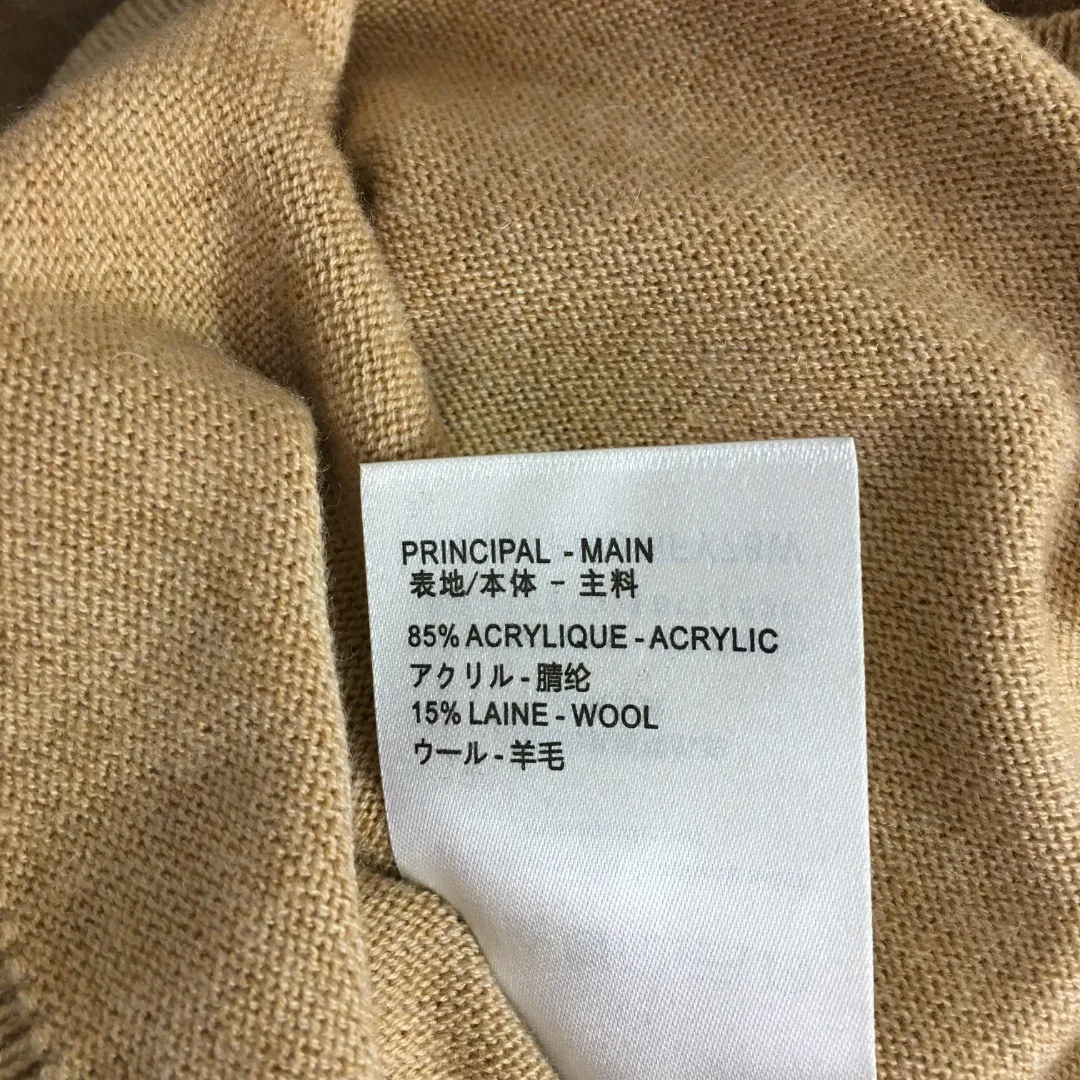 PRINCIPAL - MAIN
表地/本体 - 主料
85% ACRYLIQUE - ACRYLIC
アクリル - 腈纶
15% LAINE - WOOL
ウール - 羊毛